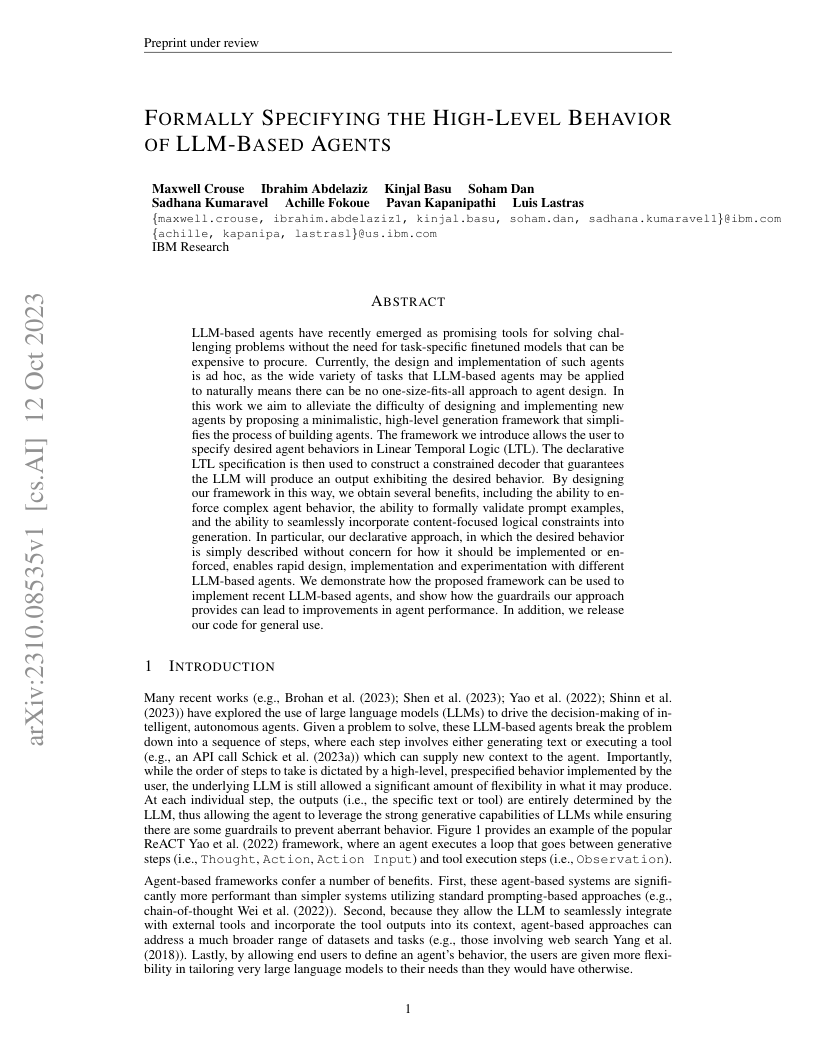 Preprint under review
FORMALLY SPECIFYING THE HIGH-LEVEL BEHAVIOR
OF LLM-BASED AGENTS
Maxwell Crouse Ibrahim Abdelaziz Kinjal Basu Soham Dan
Sadhana Kumaravel Achille Fokoue Pavan Kapanipathi Luis Lastras
{maxwell.crouse, ibrahim.abdelaziz1, kinjal.basu, soham.dan, sadhana.kumaravel1}@ibm.com
{achille, kapanipa, lastrasl}@us.ibm.com
IBM Research
ABSTRACT
LLM-based agents have recently emerged as promising tools for solving chal-
lenging problems without the need for task-specific finetuned models that can be
expensive to procure. Currently, the design and implementation of such agents
is ad hoc, as the wide variety of tasks that LLM-based agents may be applied
to naturally means there can be no one-size-fits-all approach to agent design. In
this work we aim to alleviate the difficulty of designing and implementing new
agents by proposing a minimalistic, high-level generation framework that simpli-
fies the process of building agents. The framework we introduce allows the user to
specify desired agent behaviors in Linear Temporal Logic (LTL). The declarative
LTL specification is then used to construct a constrained decoder that guarantees
the LLM will produce an output exhibiting the desired behavior. By designing
our framework in this way, we obtain several benefits, including the ability to en-
force complex agent behavior, the ability to formally validate prompt examples,
and the ability to seamlessly incorporate content-focused logical constraints into
generation. In particular, our declarative approach, in which the desired behavior
is simply described without concern for how it should be implemented or en-
forced, enables rapid design, implementation and experimentation with different
LLM-based agents. We demonstrate how the proposed framework can be used to
implement recent LLM-based agents, and show how the guardrails our approach
provides can lead to improvements in agent performance. In addition, we release
our code for general use.
1 INTRODUCTION
Many recent works (e.g., Brohan et al. (2023); Shen et al. (2023); Yao et al. (2022); Shinn et al.
(2023)) have explored the use of large language models (LLMs) to drive the decision-making of in-
telligent, autonomous agents. Given a problem to solve, these LLM-based agents break the problem
down into a sequence of steps, where each step involves either generating text or executing a tool
(e.g., an API call Schick et al. (2023a)) which can supply new context to the agent. Importantly,
while the order of steps to take is dictated by a high-level, prespecified behavior implemented by the
user, the underlying LLM is still allowed a significant amount of flexibility in what it may produce.
At each individual step, the outputs (i.e., the specific text or tool) are entirely determined by the
LLM, thus allowing the agent to leverage the strong generative capabilities of LLMs while ensuring
there are some guardrails to prevent aberrant behavior. Figure 1 provides an example of the popular
ReACT Yao et al. (2022) framework, where an agent executes a loop that goes between generative
steps (i.e., Thought, Action, Action Input) and tool execution steps (i.e., Observation).
Agent-based frameworks confer a number of benefits. First, these agent-based systems are signifi-
cantly more performant than simpler systems utilizing standard prompting-based approaches (e.g.,
chain-of-thought Wei et al. (2022)). Second, because they allow the LLM to seamlessly integrate
with external tools and incorporate the tool outputs into its context, agent-based approaches can
address a much broader range of datasets and tasks (e.g., those involving web search Yang et al.
(2018)). Lastly, by allowing end users to define an agent's behavior, the users are given more flexi-
bility in tailoring very large language models to their needs than they would have otherwise.
1
arXiv:2310.08535v1 [cs.AI] 12 Oct 2023